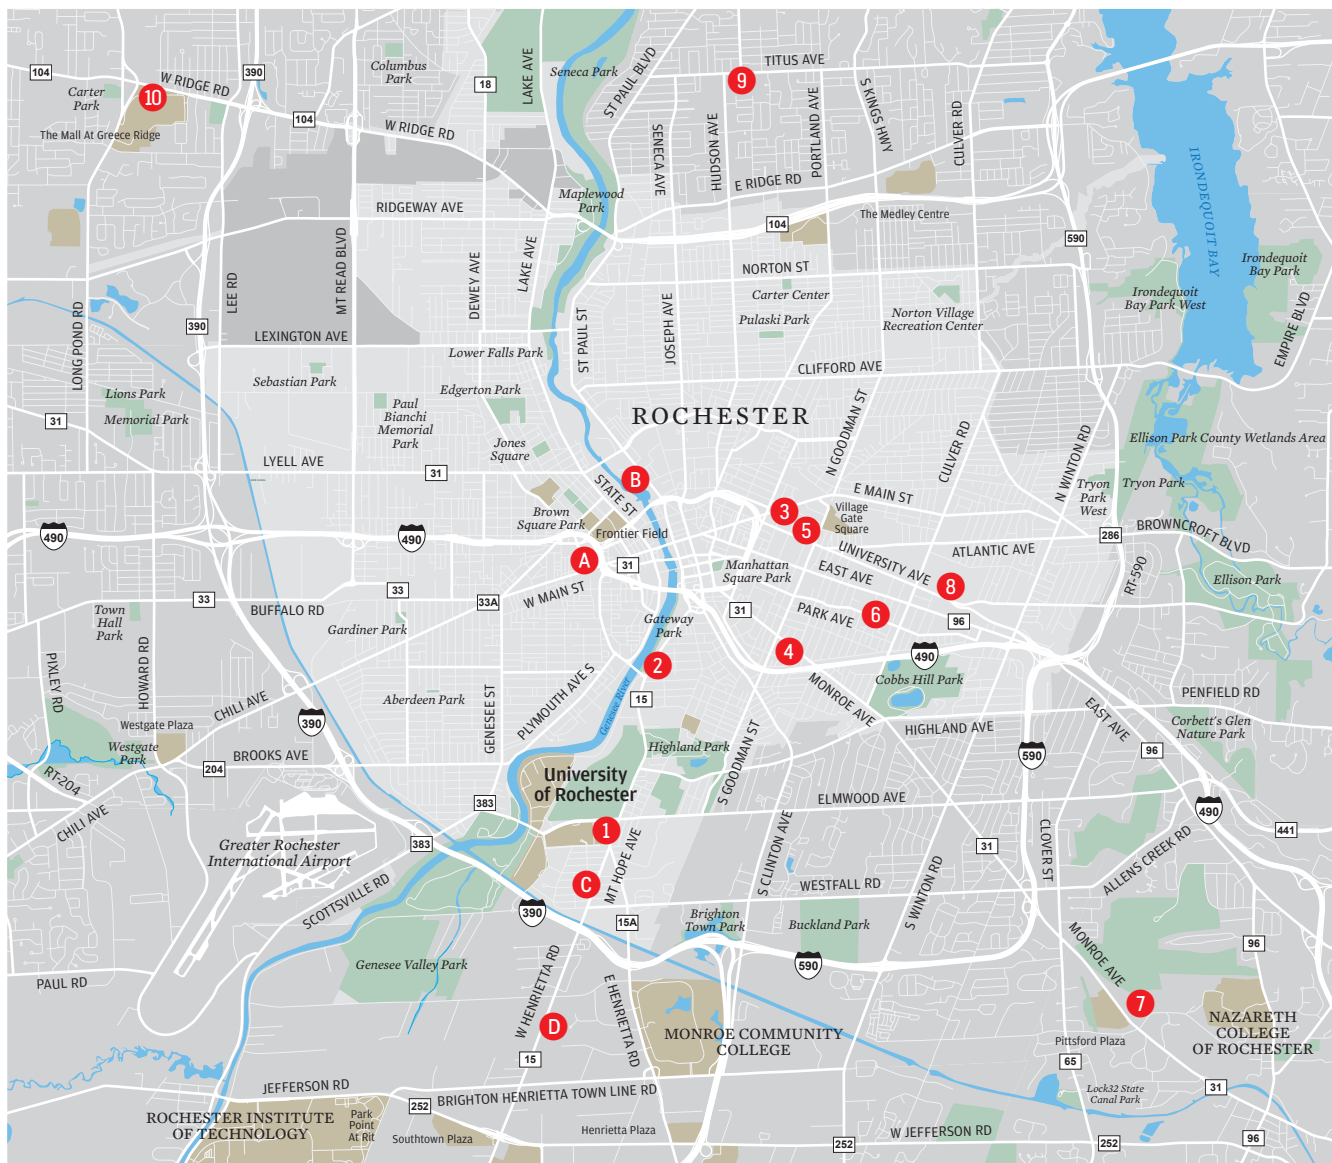 TITUS AVE
9
104
W RIDGE RD
390
Columbus
Park
18
LAKE AVE
Seneca Park
ST PAUL BLVD
Carter
Park
10
The Mall At Greece Ridge
104
W RIDGE RD
SENECA AVE
HUDSON AVE
PORTLAND AVE
S KINGS HWY
CULVER RD
E RIDGE RD
IRONDEQUOIT BAY
Maplewood
Park
RIDGEWAY AVE
The Medley Centre
104
590
LEE RD
MT READ BLVD
DEWEY AVE
LAKE AVE
NORTON ST
Carter Center
Irondequoit
Bay Park
Irondequoit
Bay Park West
LONG POND RD
390
LEXINGTON AVE
ST PAUL ST
JOSEPH AVE
Pulaski Park
Norton Village
Recreation Center
EMPIRE BLVD
Lower Falls Park
CLIFFORD AVE
Sebastian Park
Edgerton Park
Lions Park
Memorial Park
31
Paul
Bianchi
Memorial
Park
ROCHESTER
N GOODMAN ST
CULVER RD
N WINTON RD
Ellison Park County Wetlands Area
Jones
Square
LYELL AVE
31
STATE ST
B
E MAIN ST
Tryon
Park
West
Tryon Park
Brown
Square Park
3
5
Village
Gate
Square
490
490
Frontier Field
286
BROWNCROFT BLVD
A
31
Manhattan
Square Park
UNIVERSITY AVE
ATLANTIC AVE
EAST AVE
8
RT-590
Ellison Park
33
BUFFALO RD
33
33A
W MAIN ST
31
PARK AVE
6
96
Town
Hall
Park
Gardiner Park
Gateway
Park
4
490
PIXLEY RD
HOWARD RD
2
15
Cobbs Hill Park
CHILI AVE
Aberdeen Park
GENESEE ST
PLYMOUTH AVE S
Genesee River
MONROE AVE
PENFIELD RD
390
HIGHLAND AVE
EAST AVE
Corbett's Glen
Nature Park
Westgate Plaza
Westgate
Park
BROOKS AVE
204
Highland Park
S GOODMAN ST
590
96
RT-204
University
of Rochester
CHILI AVE
383
ELMWOOD AVE
490
Greater Rochester
International Airport
383
1
MT HOPE AVE
S CLINTON AVE
31
CLOVER ST
441
ALLENS CREEK RD
SCOTTSVILLE RD
C
WESTFALL RD
S WINTON RD
390
15A
Brighton
Town Park
Buckland Park
MONROE AVE
96
Genesee Valley Park
W HENRIETTA RD
590
PAUL RD
E HENRIETTA RD
7
D
MONROE COMMUNITY
COLLEGE
NAZARETH
COLLEGE
OF ROCHESTER
Pittsford Plaza
15
65
JEFFERSON RD
BRIGHTON HENRIETTA TOWN LINE RD
Lock32 State
Canal Park
31
252
ROCHESTER INSTITUTE
OF TECHNOLOGY
Park
Point
At Rit
Southtown Plaza
Henrietta Plaza
252
W JEFFERSON RD
252
96